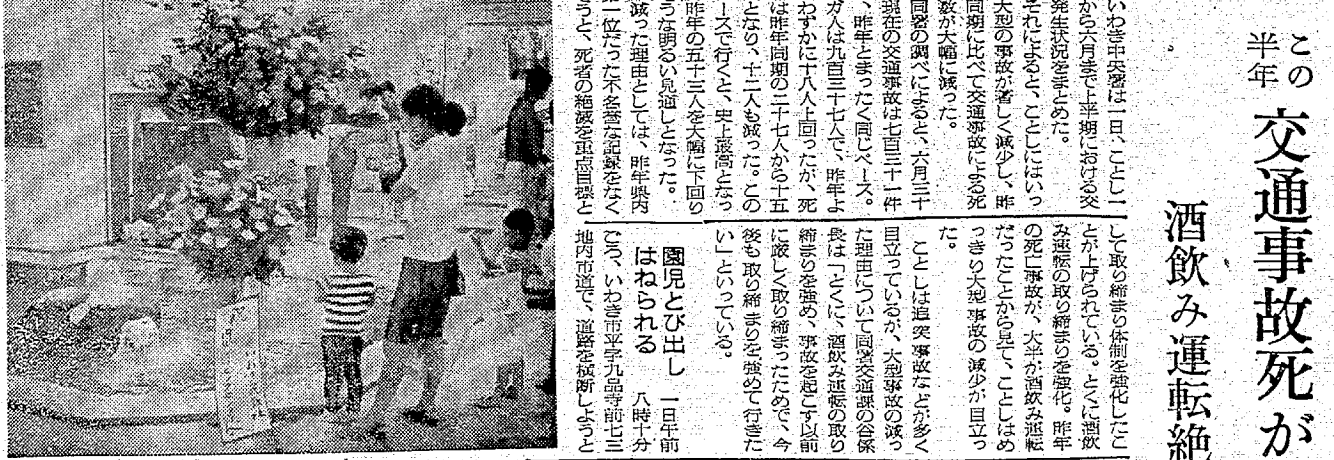 この
半年
交通事故死が
酒飲み運転絶
いわき中央署は一日、ことし一
から六月まで上半期における交
発生状況をまとめた。
それによると、ことしにはいっ
大型の事故が著しく減少し、昨
同期に比べて交通事故による死
数が大幅に減った。
同署の調べによると、六月三十
現在の交通事故は七百三十一件
、昨年とまったく同じペース。
ガ人は九百三十七人で、昨年よ
わずかに十八人上回ったが、死
は昨年同期の二十七人から十五
となり、十二人も減った。この
ースで行くと、史上最高となっ
昨年の五十三人を大幅に下回り
うな明るい見通しとなった。
減った理由としては、昨年県内
一位だった不名誉な記録をなく
うと、死者の絶滅を重点目標と
して取り締まり体制を強化したこ
とが上げられている。とくに酒飲
み運転の取り締まりを強化。昨年
の死亡事故が、大半が酒飲み運転
だったことから見て、ことしはめ
っきり大型事故の減少が目立っ
た。
ことしは追突事故などが多く
目立っているが、大型事故の減っ
た理由について同署交通課の谷係
長は「とくに、酒飲み運転の取り
締まりを強め、事故を起こす以前
に厳しく取り締まったためで、今
後も取り締まりを強めて行きた
い」といっている。
園児とび出し
はねられる
一日午前
八時十分
ごろ、いわき市平字九品寺前七三
地内市道で、道路を横断しようと